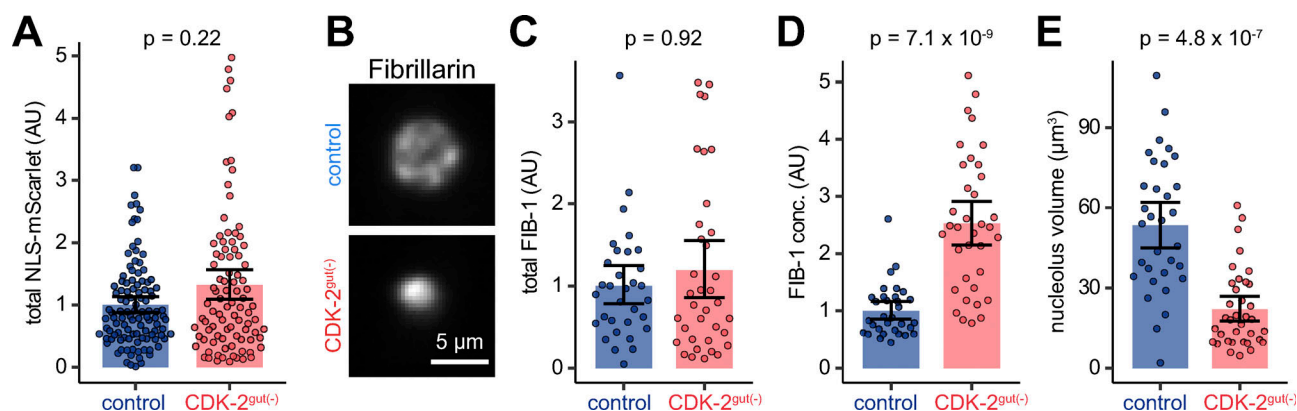 A
p = 0.22
total NLS-mScarlet (AU)
5
4
3
2
1
0
control
CDK-2gut(-)
B
Fibrillarin
control
CDK-2gut(-)
5 μm
C
p = 0.92
total FIB-1 (AU)
3
2
1
0
control
CDK-2gut(-)
D
p = 7.1 x 10-9
FIB-1 conc. (AU)
5
4
3
2
1
0
control
CDK-2gut(-)
E
p = 4.8 x 10-7
nucleolus volume (μm³)
90
60
30
0
control
CDK-2gut(-)